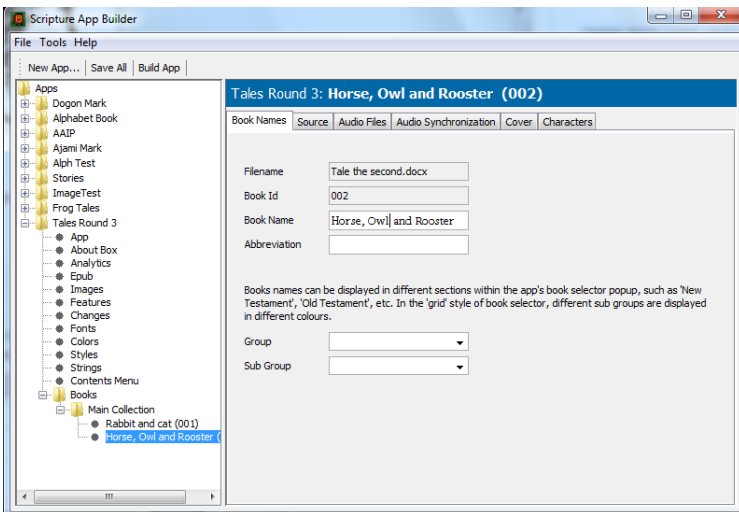 Scripture App Builder
File Tools Help
New App... Save All Build App
Apps
Dogon Mark
Alphabet Book
AAIP
Ajami Mark
Alph Test
Stories
ImageTest
Frog Tales
Tales Round 3
App
About Box
Analytics
Epub
Images
Features
Changes
Fonts
Colors
Styles
Strings
Contents Menu
Books
Main Collection
Rabbit and cat (001)
Horse, Owl and Rooster (
Tales Round 3: Horse, Owl and Rooster (002)
Book Names Source Audio Files Audio Synchronization Cover Characters
Filename Tale the second.docx
Book Id 002
Book Name Horse, Owl and Rooster
Abbreviation
Books names can be displayed in different sections within the app's book selector popup, such as 'New
Testament', 'Old Testament', etc. In the 'grid' style of book selector, different sub groups are displayed
in different colours.
Group
Sub Group